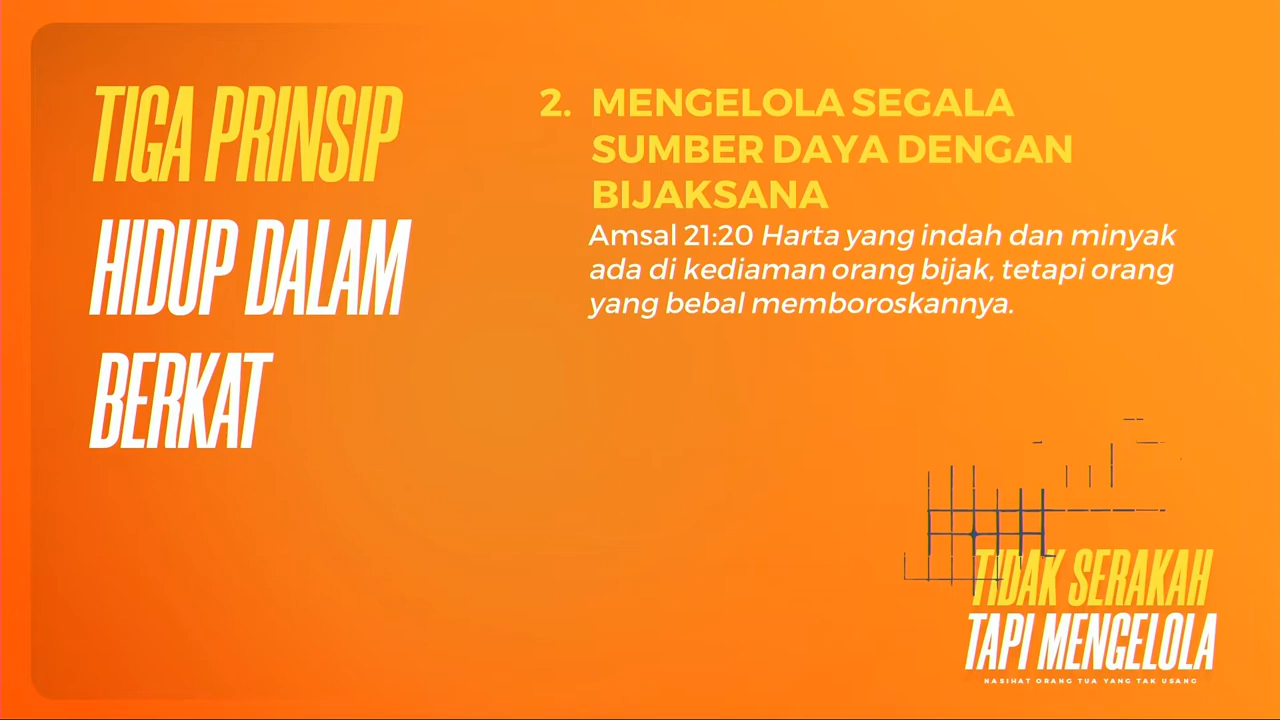 TIGA PRINSIP
HIDUP DALAM
BERKAT
2. MENGELOLA SEGALA
SUMBER DAYA DENGAN
BIJAKSANA
Amsal 21:20 Harta yang indah dan minyak
ada di kediaman orang bijak, tetapi orang
yang bebal memboroskannya.
TIDAK SERAKAH
TAPI MENGELOLA
NASIHAT ORANG TUA YANG TAK USANG